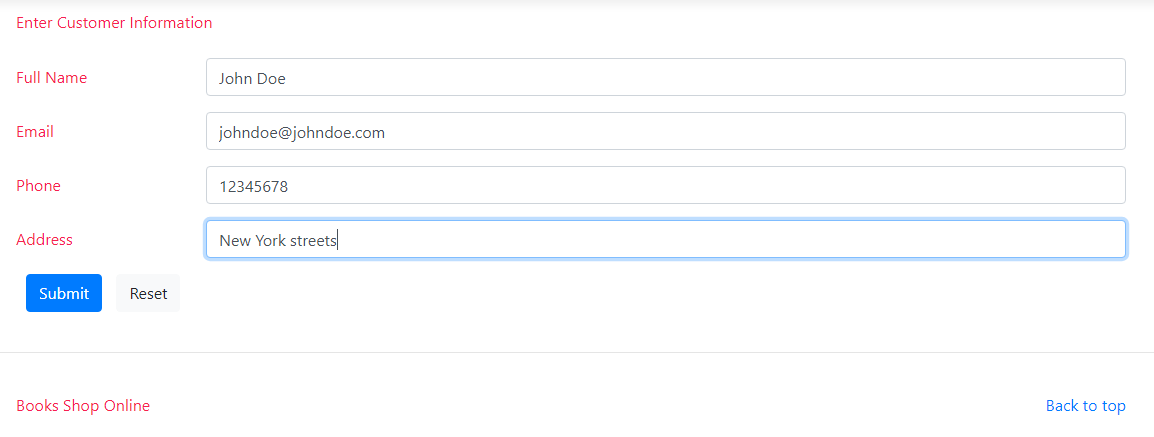 Enter Customer Information
Full Name John Doe
Email johndoe@johndoe.com
Phone 12345678
Address New York streets
Submit Reset
Books Shop Online Back to top